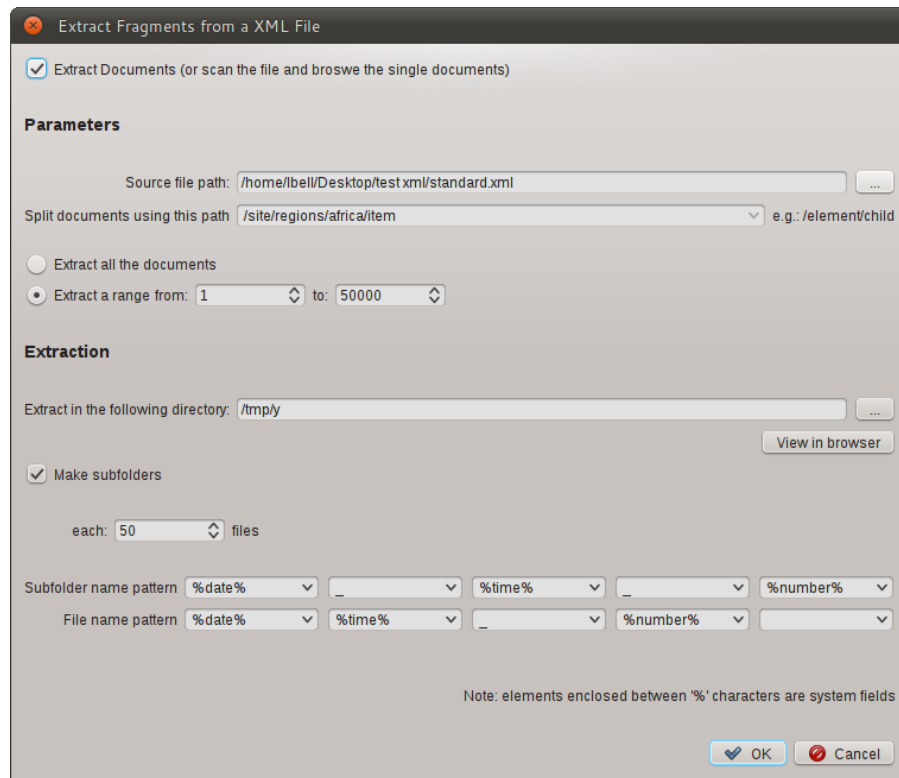 Extract Fragments from a XML File
Extract Documents (or scan the file and broswe the single documents)
Parameters
Source file path: /home/lbell/Desktop/test xml/standard.xml ...
Split documents using this path /site/regions/africa/item e.g.: /element/child
Extract all the documents
Extract a range from: 1 to: 50000
Extraction
Extract in the following directory: /tmp/y ...
View in browser
Make subfolders
each: 50 files
Subfolder name pattern %date% _ %time% _ %number%
File name pattern %date% %time% _ %number%
Note: elements enclosed between '%' characters are system fields
OK Cancel